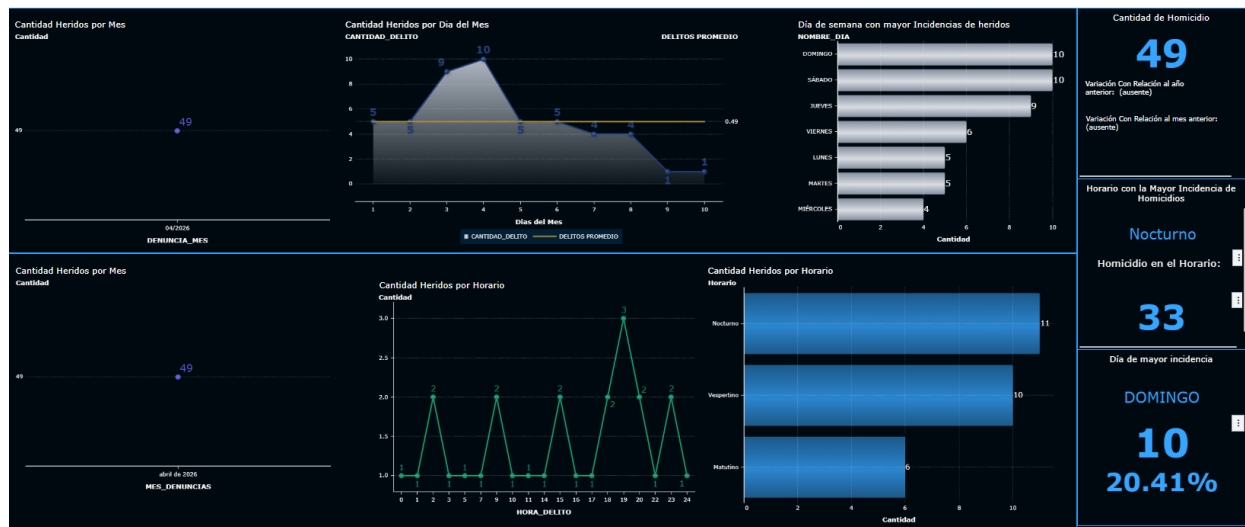 Cantidad Heridos por Mes
Cantidad
49
49
04/2026
DENUNCIA_MES
Cantidad Heridos por Dia del Mes
CANTIDAD_DELITO DELITOS PROMEDIO
10
8
6
4
2
0
5
5
9
10
5
5
4
4
1
1
0.49
1 2 3 4 5 6 7 8 9 10
Dias del Mes
CANTIDAD_DELITO DELITOS PROMEDIO
Día de semana con mayor Incidencias de heridos
NOMBRE_DIA
DOMINGO 10
SÁBADO 10
JUEVES 9
VIERNES 6
LUNES 5
MARTES 5
MIÉRCOLES 4
0 2 4 6 8 10
Cantidad
Cantidad de Homicidio
49
Variación Con Relación al año
anterior: (ausente)
Variación Con Relación al mes anterior:
(ausente)
Horario con la Mayor Incidencia de
Homicidios
Nocturno
Homicidio en el Horario:
33
Día de mayor incidencia
DOMINGO
10
20.41%
Cantidad Heridos por Mes
Cantidad
49
49
abril de 2026
MES_DENUNCIAS
Cantidad Heridos por Horario
Cantidad
3.0
2.5
2.0
1.5
1.0
1 1 2 1 1 1 2 1 1 2 1 1 2 3 2 1 2 1
0 1 2 3 5 7 9 10 11 14 15 16 17 18 19 20 22 23 24
HORA_DELITO
Cantidad Heridos por Horario
Horario
Nocturno 11
Vespertino 10
Matutino 6
0 2 4 6 8 10
Cantidad